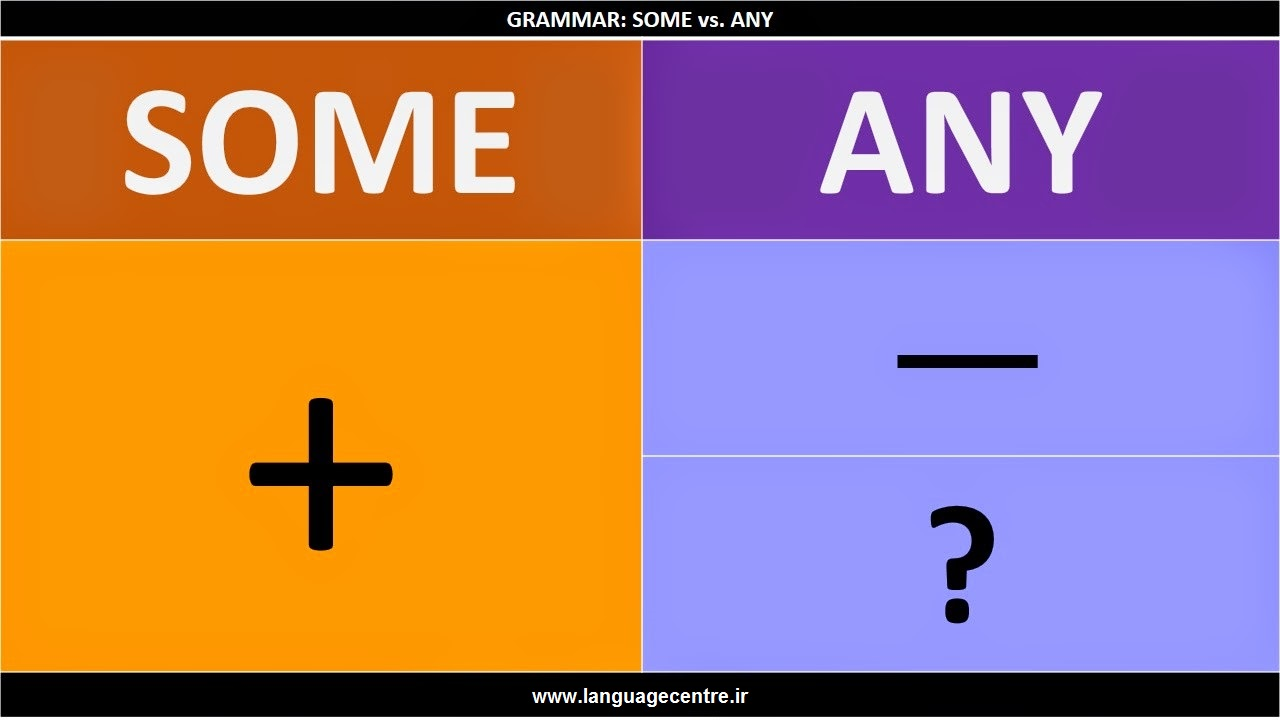 GRAMMAR: SOME vs. ANY
SOME
ANY
+
—
?
www.languagecentre.ir